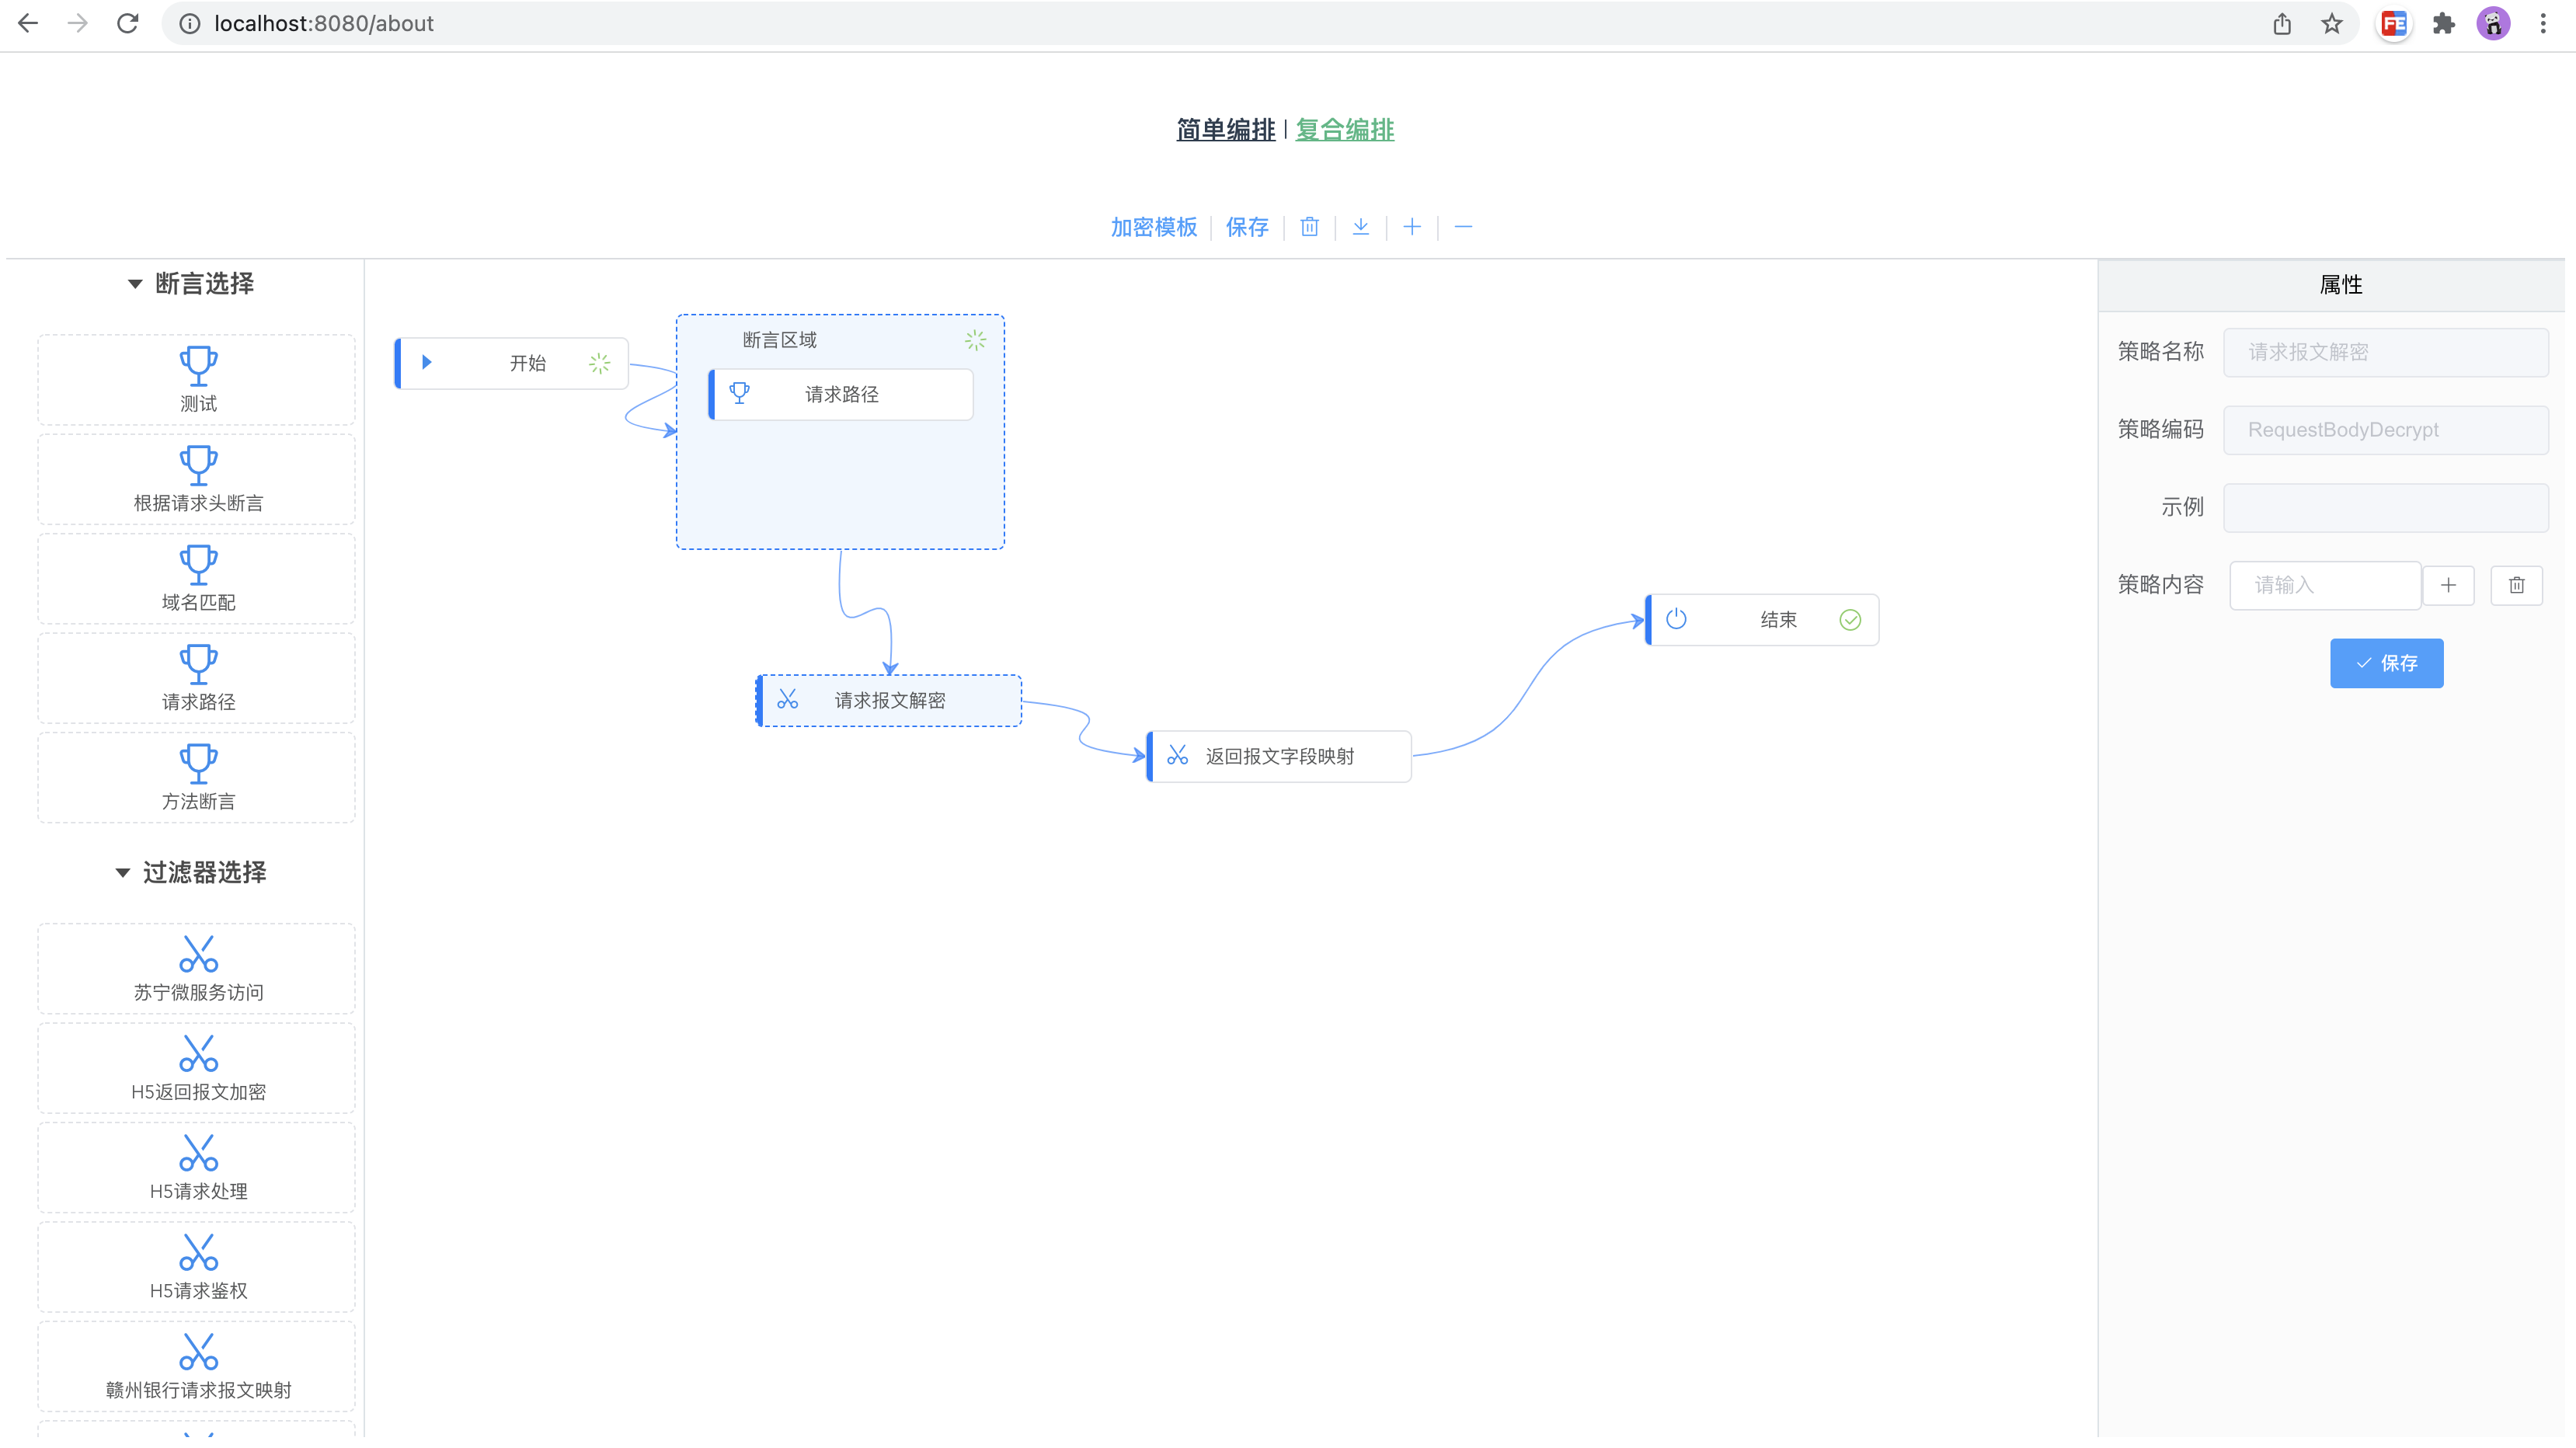 localhost:8080/about
FE
简单编排 | 复合编排
加密模板 保存
断言选择
测试
根据请求头断言
域名匹配
请求路径
方法断言
过滤器选择
苏宁微服务访问
H5返回报文加密
H5请求处理
H5请求鉴权
赣州银行请求报文映射
开始
断言区域
请求路径
请求报文解密
返回报文字段映射
结束
属性
策略名称 请求报文解密
策略编码 RequestBodyDecrypt
示例
策略内容 请输入
保存